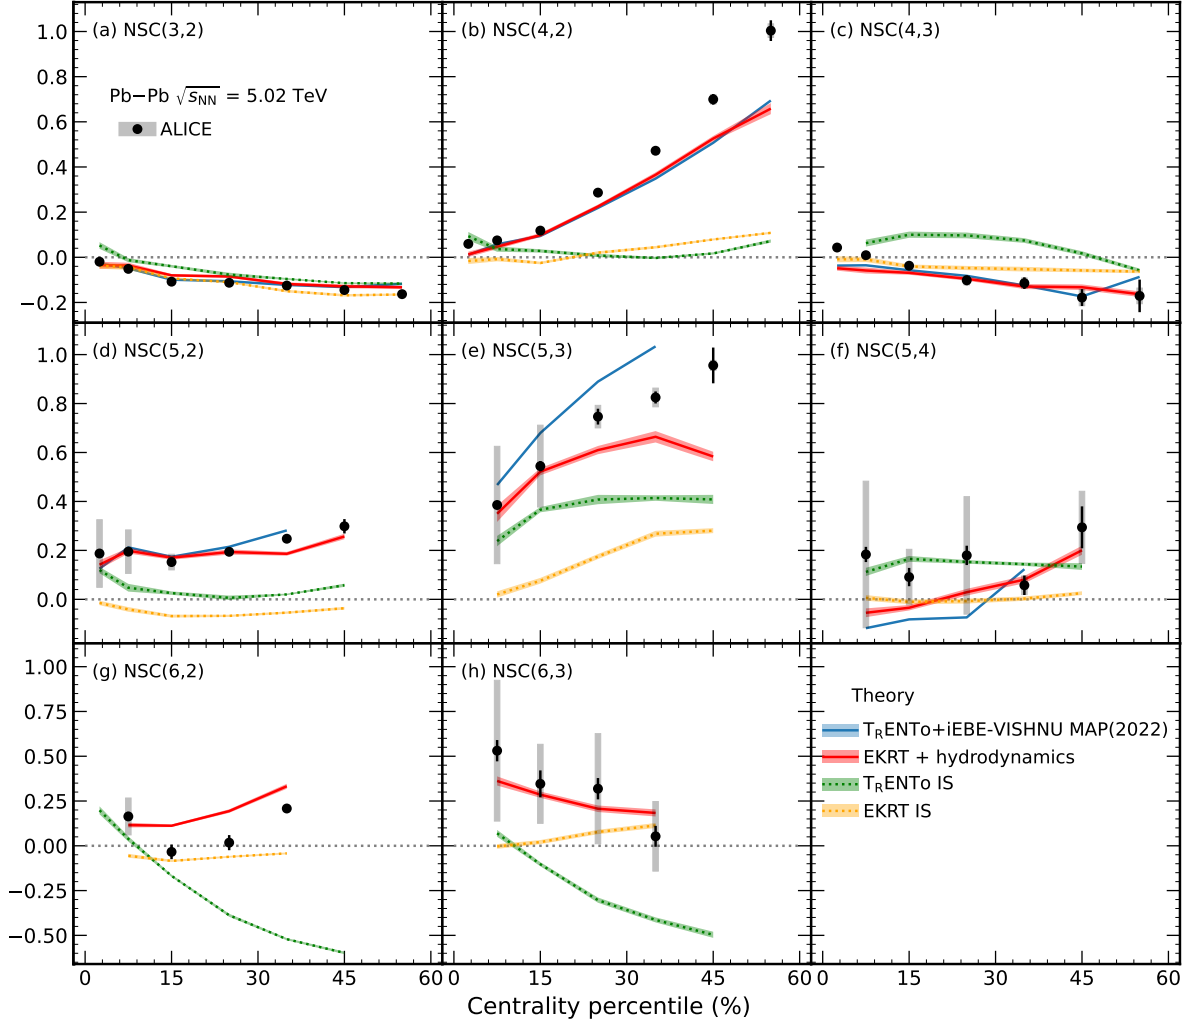 (a) NSC(3,2)
(b) NSC(4,2)
(c) NSC(4,3)
Pb−Pb √sNN = 5.02 TeV
ALICE
1.0
0.8
0.6
0.4
0.2
0.0
−0.2
(d) NSC(5,2)
(e) NSC(5,3)
(f) NSC(5,4)
1.0
0.8
0.6
0.4
0.2
0.0
(g) NSC(6,2)
(h) NSC(6,3)
1.00
0.75
0.50
0.25
0.00
−0.25
−0.50
Theory
TRENTo+iEBE-VISHNU MAP(2022)
EKRT + hydrodynamics
TRENTo IS
EKRT IS
0 15 30 45 60
0 15 30 45 60
0 15 30 45 60
Centrality percentile (%)